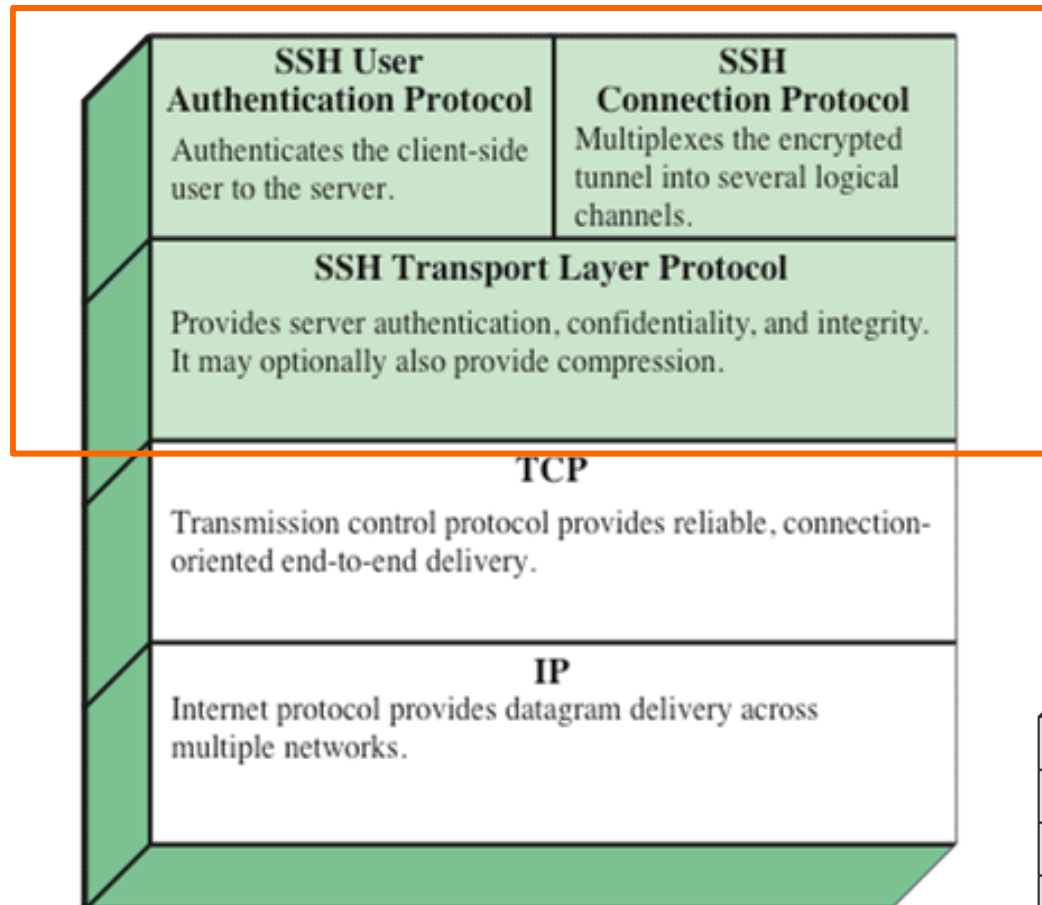 SSH User
Authentication Protocol
Authenticates the client-side
user to the server.
SSH
Connection Protocol
Multiplexes the encrypted
tunnel into several logical
channels.
SSH Transport Layer Protocol
Provides server authentication, confidentiality, and integrity.
It may optionally also provide compression.
TCP
Transmission control protocol provides reliable, connection-
oriented end-to-end delivery.
IP
Internet protocol provides datagram delivery across
multiple networks.